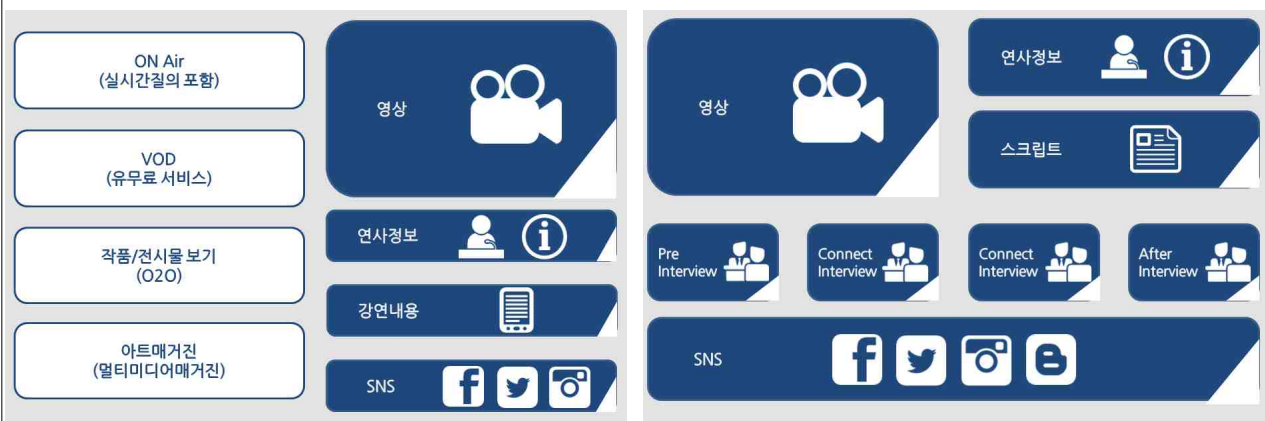 ON Air
(실시간질의 포함)
VOD
(유무료 서비스)
작품/전시물 보기
(O2O)
아트매거진
(멀티미디어매거진)
영상
연사정보
강연내용
SNS
영상
연사정보
스크립트
Pre
Interview
Connect
Interview
Connect
Interview
After
Interview
SNS